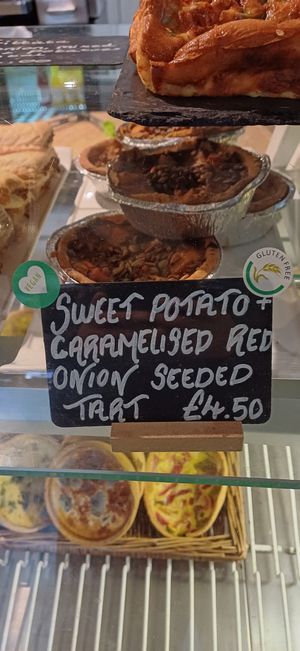 VEGAN
GLUTEN FREE
SWEET POTATO +
CARAMELISED RED
ONION SEEDED
TART £4.50